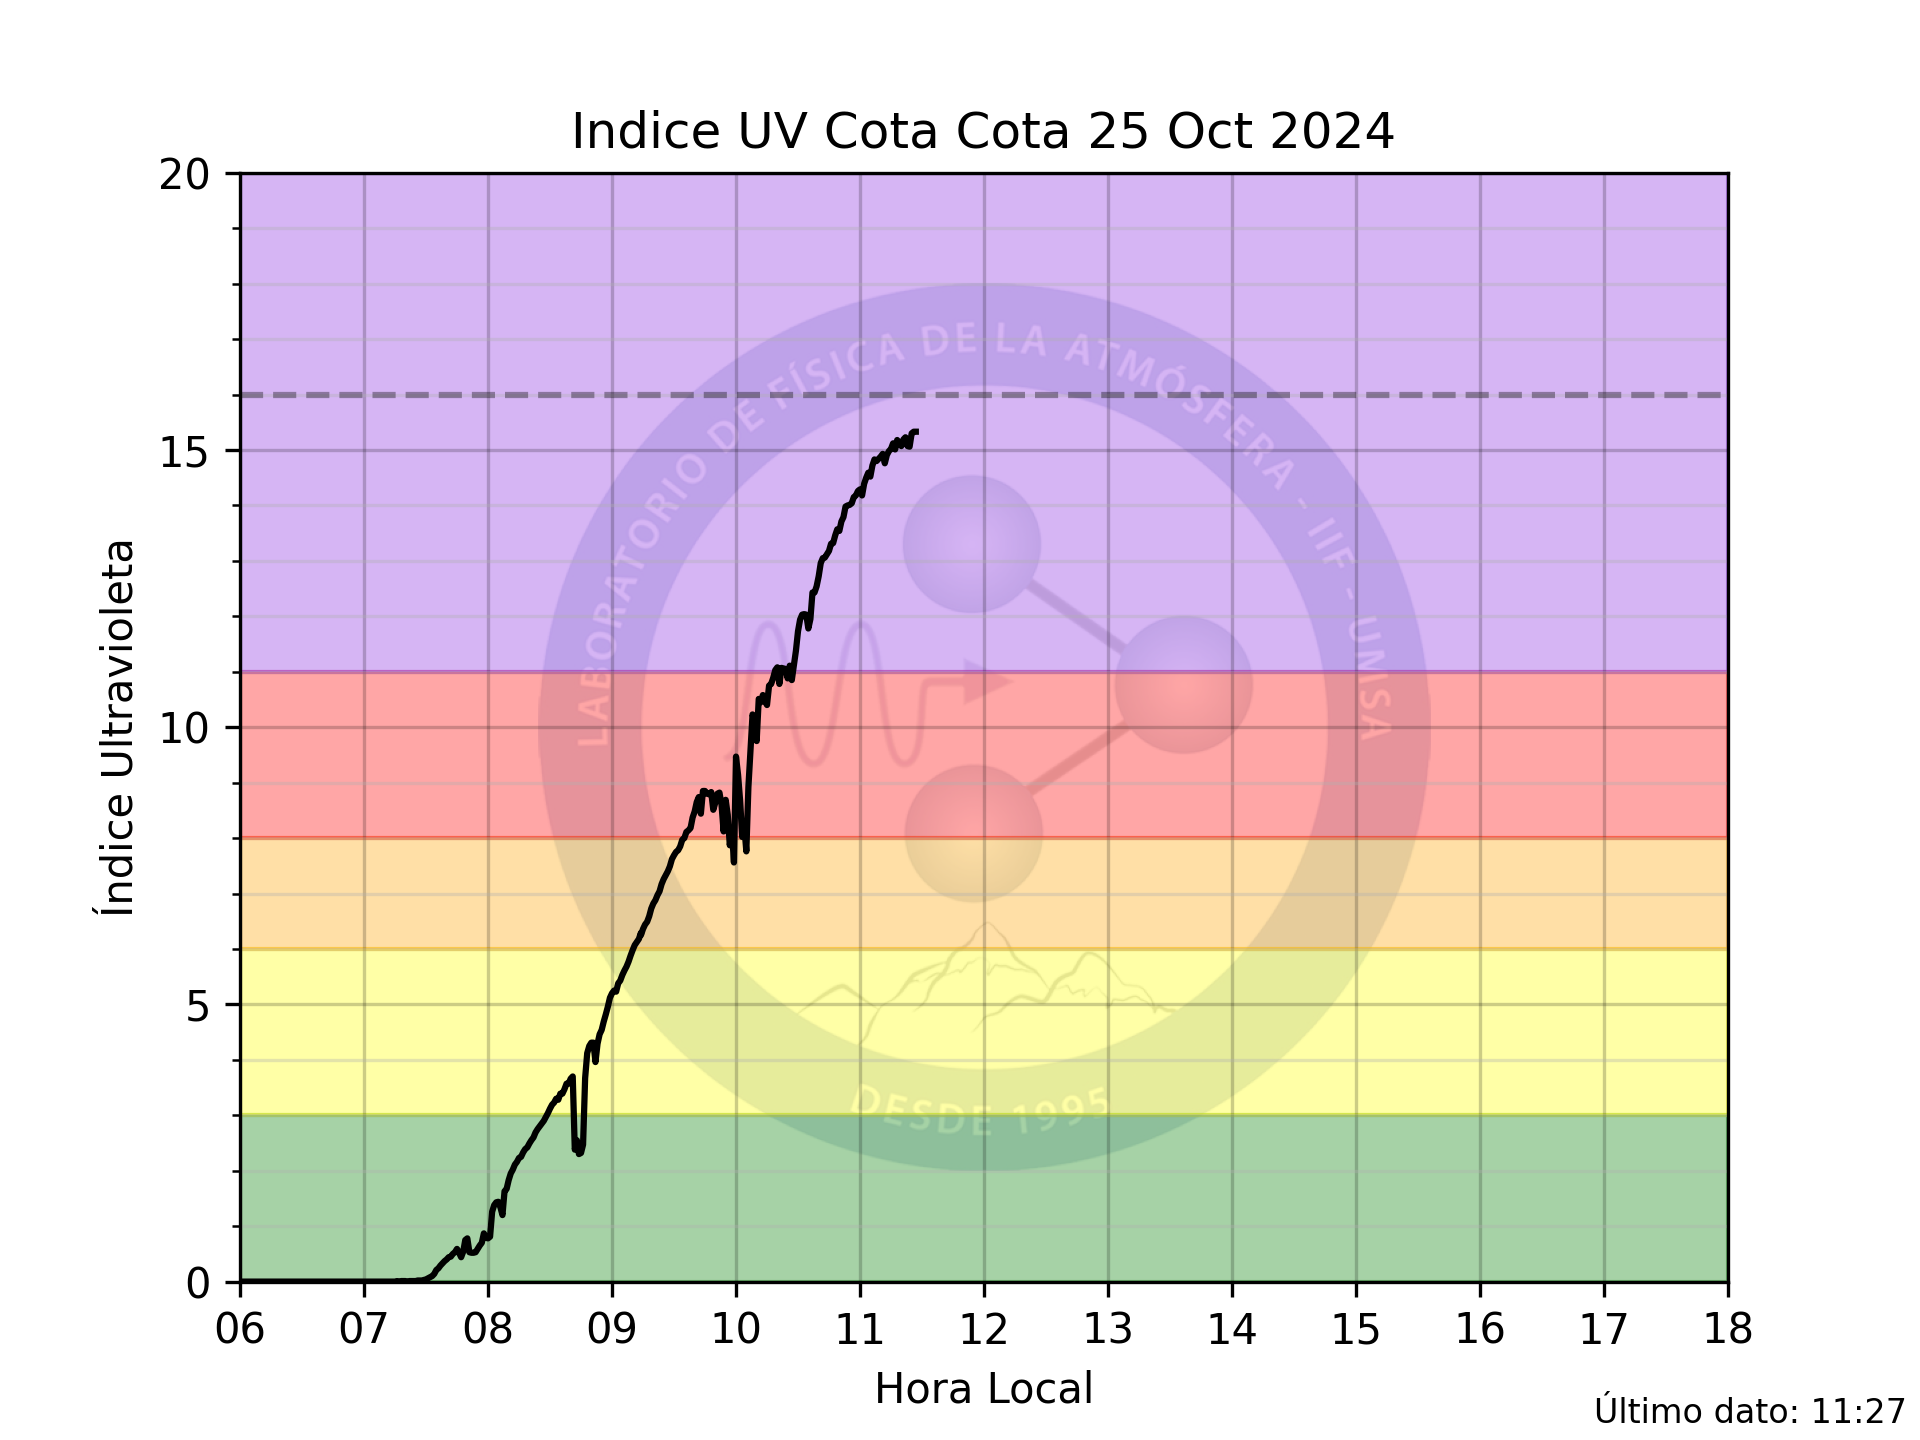 Indice UV Cota Cota 25 Oct 2024
20
15
10
5
0
Índice Ultravioleta
LABORATORIO DE FÍSICA DE LA ATMÓSFERA - IIF - UMSA
DESDE 1995
06 07 08 09 10 11 12 13 14 15 16 17 18
Hora Local
Último dato: 11:27